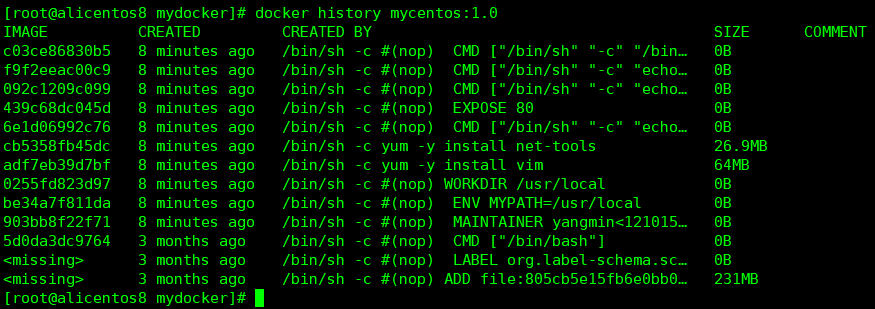 [root@alicentos8 mydocker]# docker history mycentos:1.0
IMAGE          CREATED         CREATED BY                                      SIZE      COMMENT
c03ce86830b5   8 minutes ago   /bin/sh -c #(nop)  CMD ["/bin/sh" "-c" "/bin…   0B
f9f2eeac00c9   8 minutes ago   /bin/sh -c #(nop)  CMD ["/bin/sh" "-c" "echo…   0B
092c1209c099   8 minutes ago   /bin/sh -c #(nop)  CMD ["/bin/sh" "-c" "echo…   0B
439c68dc045d   8 minutes ago   /bin/sh -c #(nop)  EXPOSE 80                    0B
6e1d06992c76   8 minutes ago   /bin/sh -c #(nop)  CMD ["/bin/sh" "-c" "echo…   0B
cb5358fb45dc   8 minutes ago   /bin/sh -c yum -y install net-tools             26.9MB
adf7eb39d7bf   8 minutes ago   /bin/sh -c yum -y install vim                   64MB
0255fd823d97   8 minutes ago   /bin/sh -c #(nop) WORKDIR /usr/local            0B
be34a7f811da   8 minutes ago   /bin/sh -c #(nop)  ENV MYPATH=/usr/local        0B
903bb8f22f71   8 minutes ago   /bin/sh -c #(nop)  MAINTAINER yangmin<121015…   0B
5d0da3dc9764   3 months ago    /bin/sh -c #(nop)  CMD ["/bin/bash"]            0B
<missing>      3 months ago    /bin/sh -c #(nop)  LABEL org.label-schema.sc…   0B
<missing>      3 months ago    /bin/sh -c #(nop) ADD file:805cb5e15fb6e0bb0…   231MB
[root@alicentos8 mydocker]#